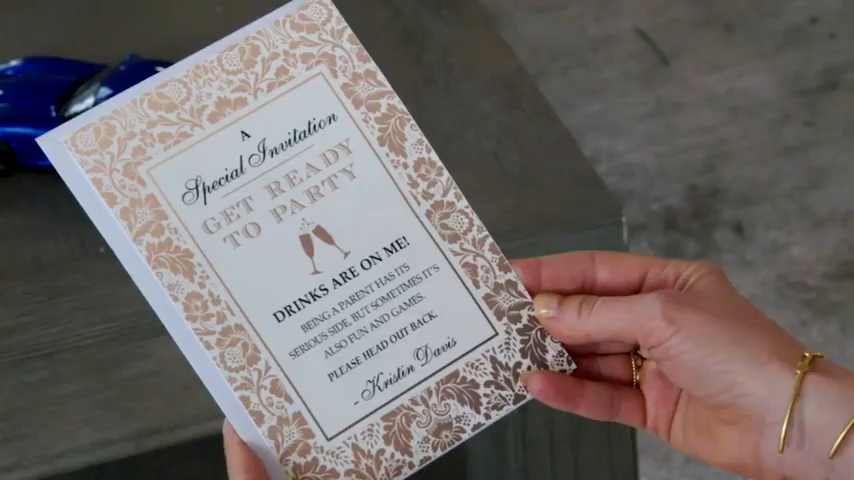 A
Special Invitation
GET READY
TO PARTY
DRINKS ARE ON ME!
BEING A PARENT HAS ITS
SERIOUS SIDE, BUT SOMETIMES IT'S
ALSO FUN AND GAMES.
PLEASE HEAD OUT BACK
-Kristin Davis